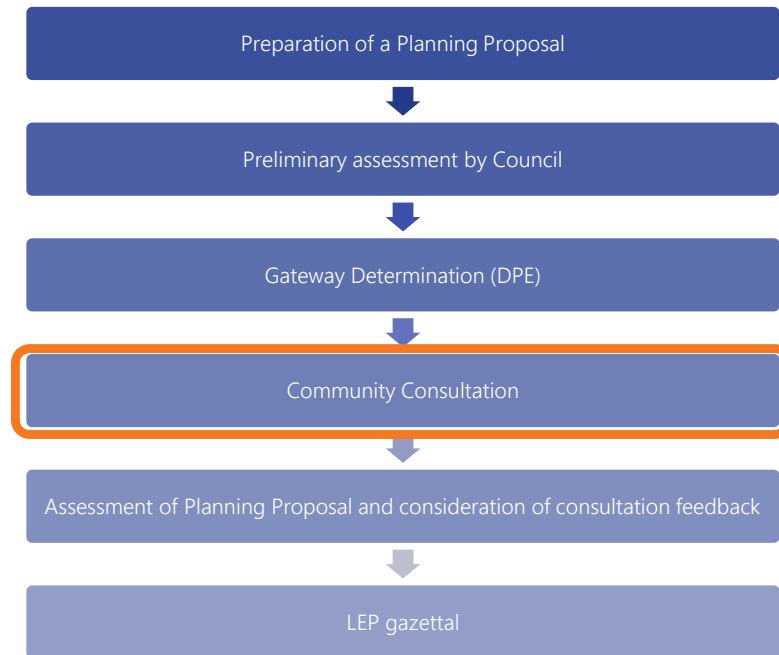 Preparation of a Planning Proposal
Preliminary assessment by Council
Gateway Determination (DPE)
Community Consultation
Assessment of Planning Proposal and consideration of consultation feedback
LEP gazettal